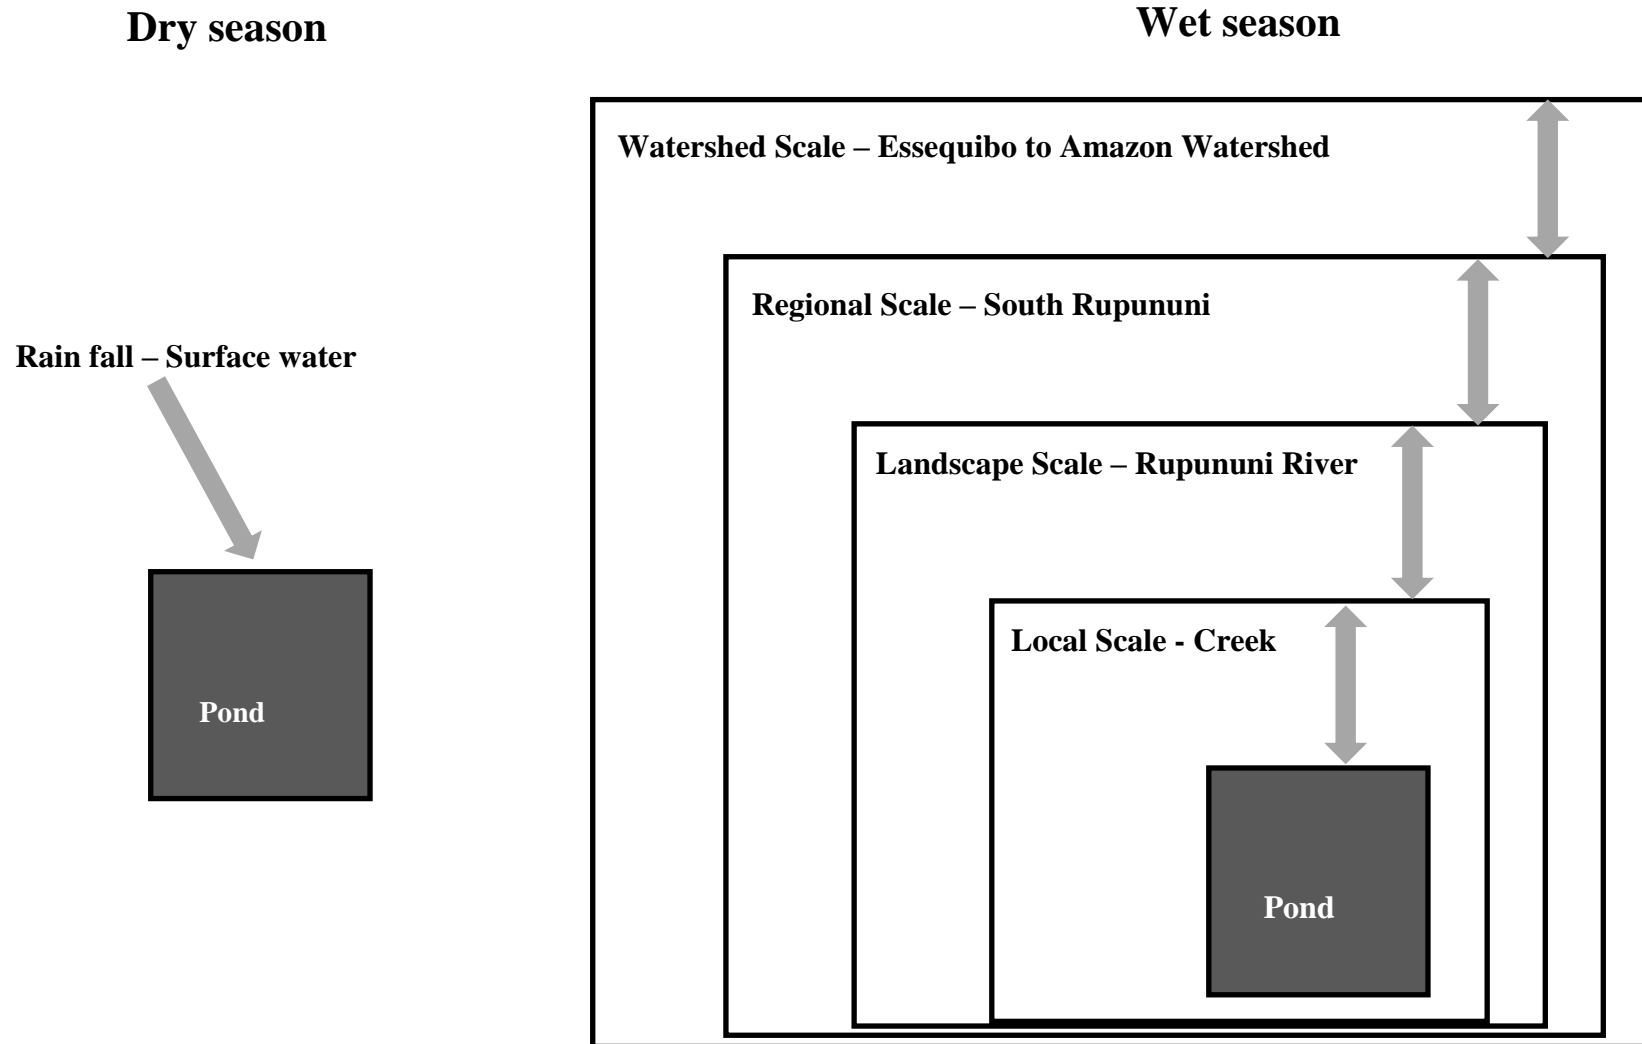 Dry season
Wet season
Watershed Scale – Essequibo to Amazon Watershed
Regional Scale – South Rupununi
Rain fall – Surface water
Landscape Scale – Rupununi River
Local Scale - Creek
Pond
Pond